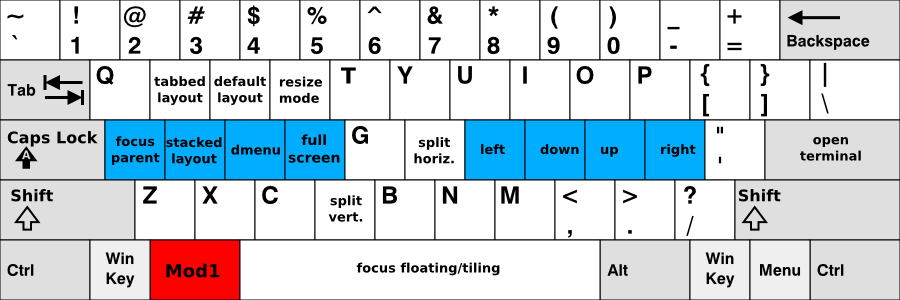 ~ ! @ # $ % ^ & * ( ) _ +
` 1 2 3 4 5 6 7 8 9 0 - = Backspace
Tab Q tabbed layout default layout resize mode T Y U I O P { [ } ] | \
Caps Lock A focus parent stacked layout dmenu full screen G split horiz. left down up right " ' open terminal
Shift Z X C split vert. B N M < , > . ? / Shift
Ctrl Win Key Mod1 focus floating/tiling Alt Win Key Menu Ctrl